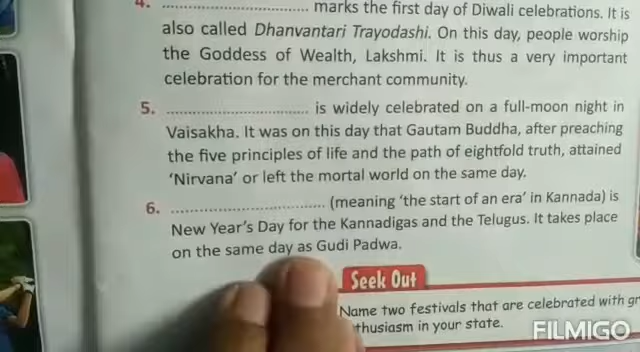 4. ........................... marks the first day of Diwali celebrations. It is
also called Dhanvantari Trayodashi. On this day, people worship
the Goddess of Wealth, Lakshmi. It is thus a very important
celebration for the merchant community.
5. ........................... is widely celebrated on a full-moon night in
Vaisakha. It was on this day that Gautam Buddha, after preaching
the five principles of life and the path of eightfold truth, attained
'Nirvana' or left the mortal world on the same day.
6. ........................... (meaning 'the start of an era' in Kannada) is
New Year's Day for the Kannadigas and the Telugus. It takes place
on the same day as Gudi Padwa.
Seek Out
Name two festivals that are celebrated with
in your state.
FILMIGO